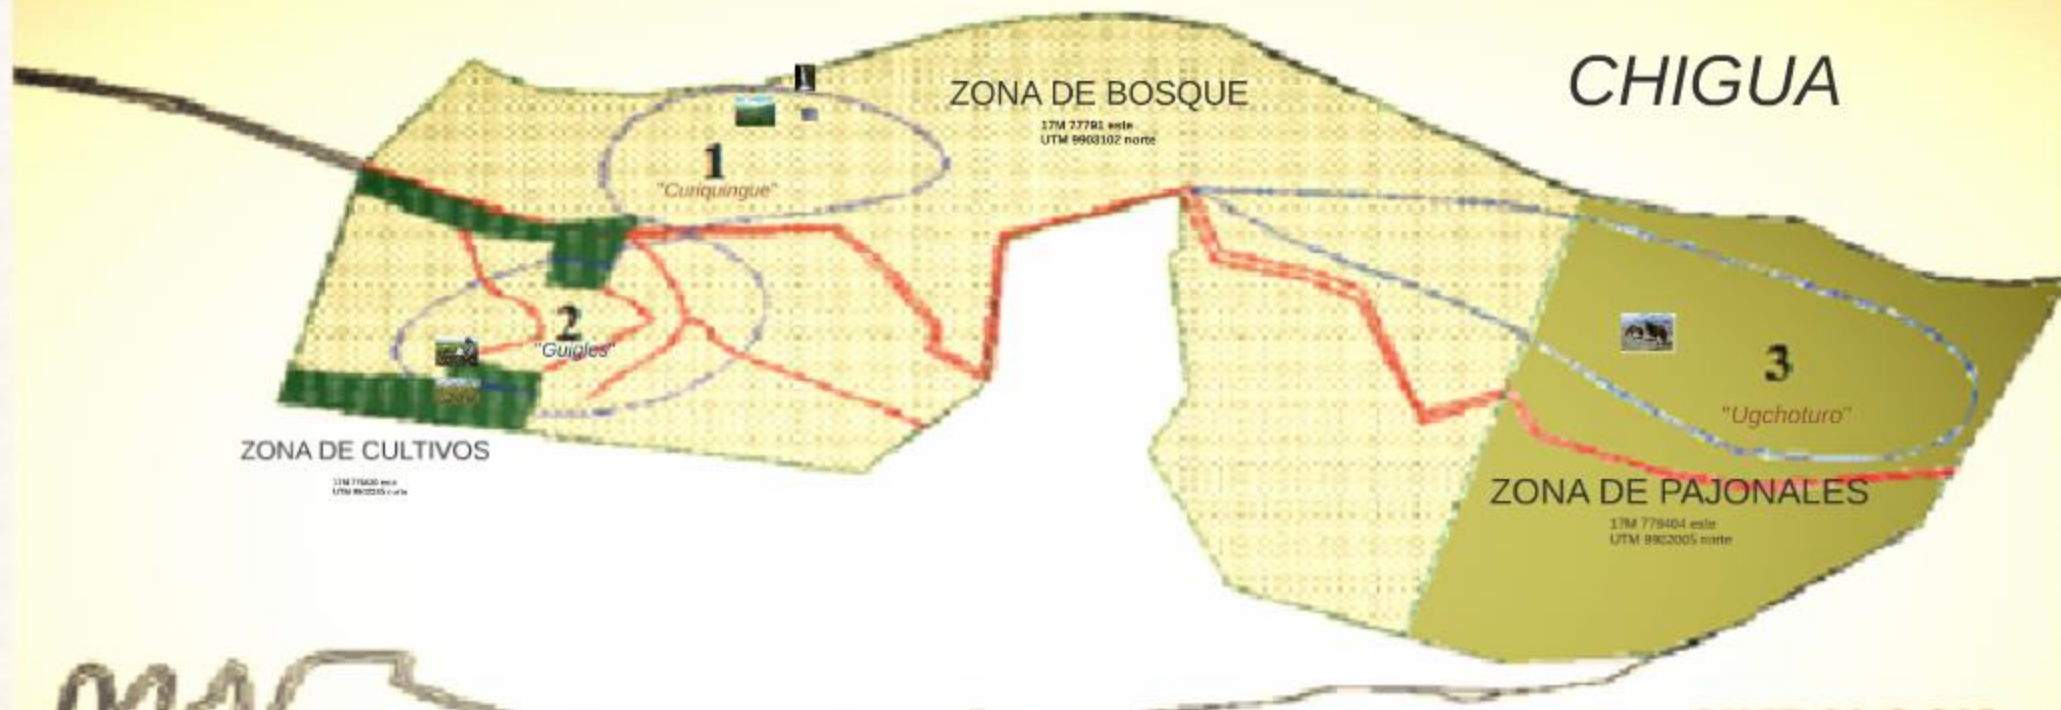 CHIGUA
ZONA DE BOSQUE
17M 77791 este
UTM 9903102 norte
1
"Curiquingue"
2
"Guigles"
3
"Ugchoturo"
ZONA DE CULTIVOS
ZONA DE PAJONALES
17M 779404 este
UTM 9902005 norte